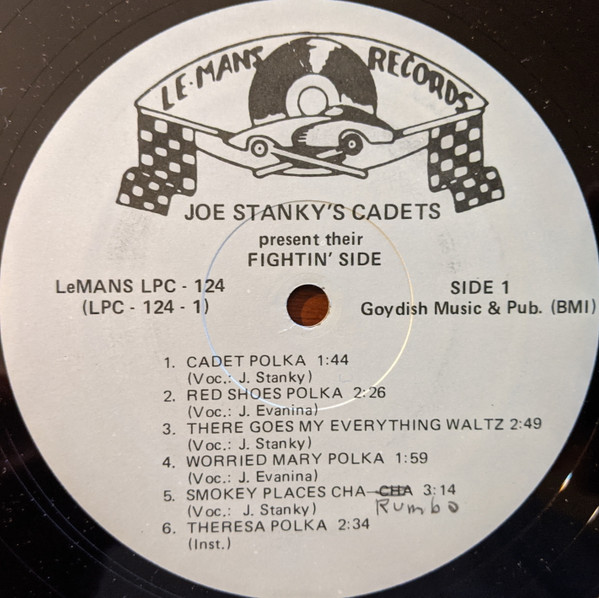 LE-MANS RECORDS
JOE STANKY'S CADETS
present their
FIGHTIN' SIDE
LeMANS LPC - 124
(LPC - 124 - 1)
SIDE 1
Goydish Music & Pub. (BMI)
1. CADET POLKA 1:44
(Voc.: J. Stanky)
2. RED SHOES POLKA 2:26
(Voc.: J. Evanina)
3. THERE GOES MY EVERYTHING WALTZ 2:49
(Voc.: J. Stanky)
4. WORRIED MARY POLKA 1:59
(Voc.: J. Evanina)
5. SMOKEY PLACES CHA-CHA 3:14
(Voc.: J. Stanky) Rumbo
6. THERESA POLKA 2:34
(Inst.)